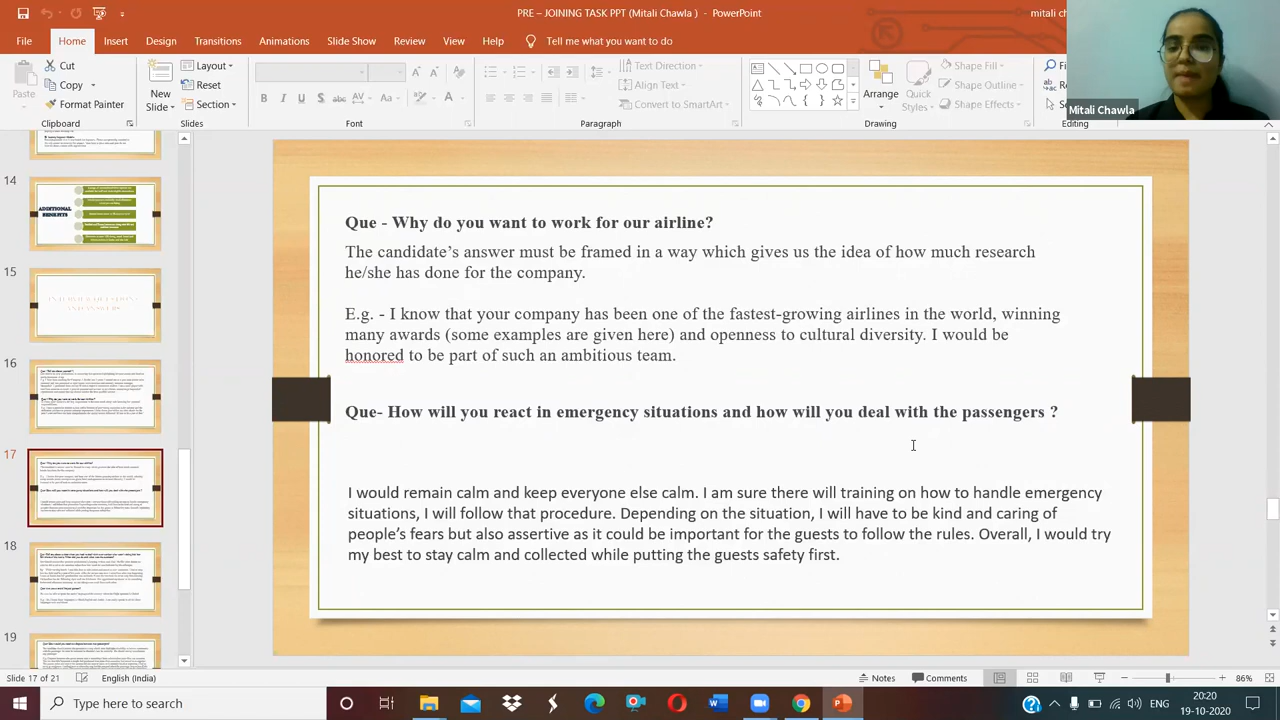 PRE – JOINING TASK PPT (Mitali Chawla ) - PowerPoint
mitali c
File Home Insert Design Transitions Animations Slide Show Review View Help Tell me what you want to do
Paste
Cut
Copy
Format Painter
Clipboard
New Slide
Layout
Reset
Section
Slides
Font
Text Direction
Align Text
Convert to SmartArt
Paragraph
Arrange
Quick Styles
Shape Fill
Shape Outline
Shape Effects
Drawing
Fi
Re
Se
Editing
Mitali Chawla
14
ADDITIONAL BENEFITS
15
16
17
18
19
Que - Why do you want to work for our airline?
The candidate's answer must be framed in a way which gives us the idea of how much research
he/she has done for the company.
E.g. - I know that your company has been one of the fastest-growing airlines in the world, winning
many awards (some examples are given here) and openness to cultural diversity. I would be
honored to be part of such an ambitious team.
Que- How will you react in emergency situations and how will you deal with the passengers ?
I would remain calm and keep everyone else calm. I am sure there is training on how to handle emergency
situations, I will follow that procedure. Depending on the situation, I will have to be kind and caring of
people's fears but also assertive as it could be important for the guests to follow the rules. Overall, I would try
my best to stay calm and collected while putting the guest safety first.
Slide 17 of 21 English (India) Notes Comments 86%
Type here to search
ENG
20:20
19-10-2020